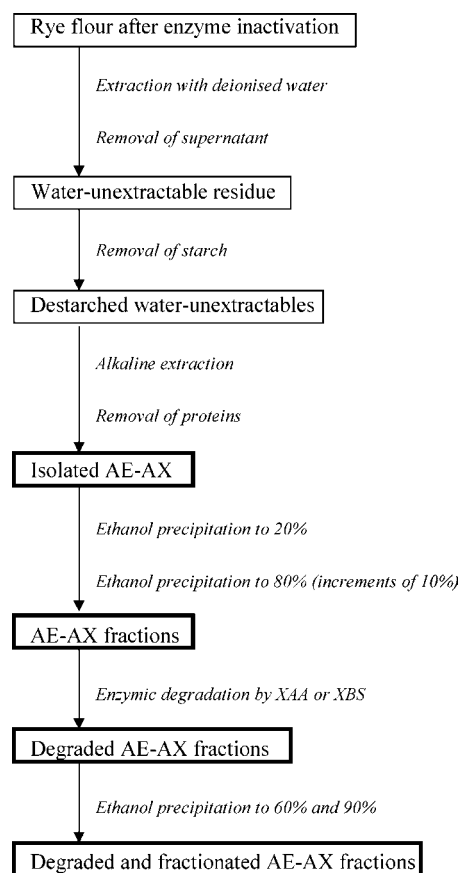 Rye flour after enzyme inactivation
Extraction with deionised water
Removal of supernatant
Water-unextractable residue
Removal of starch
Destarched water-unextractables
Alkaline extraction
Removal of proteins
Isolated AE-AX
Ethanol precipitation to 20%
Ethanol precipitation to 80% (increments of 10%)
AE-AX fractions
Enzymic degradation by XAA or XBS
Degraded AE-AX fractions
Ethanol precipitation to 60% and 90%
Degraded and fractionated AE-AX fractions